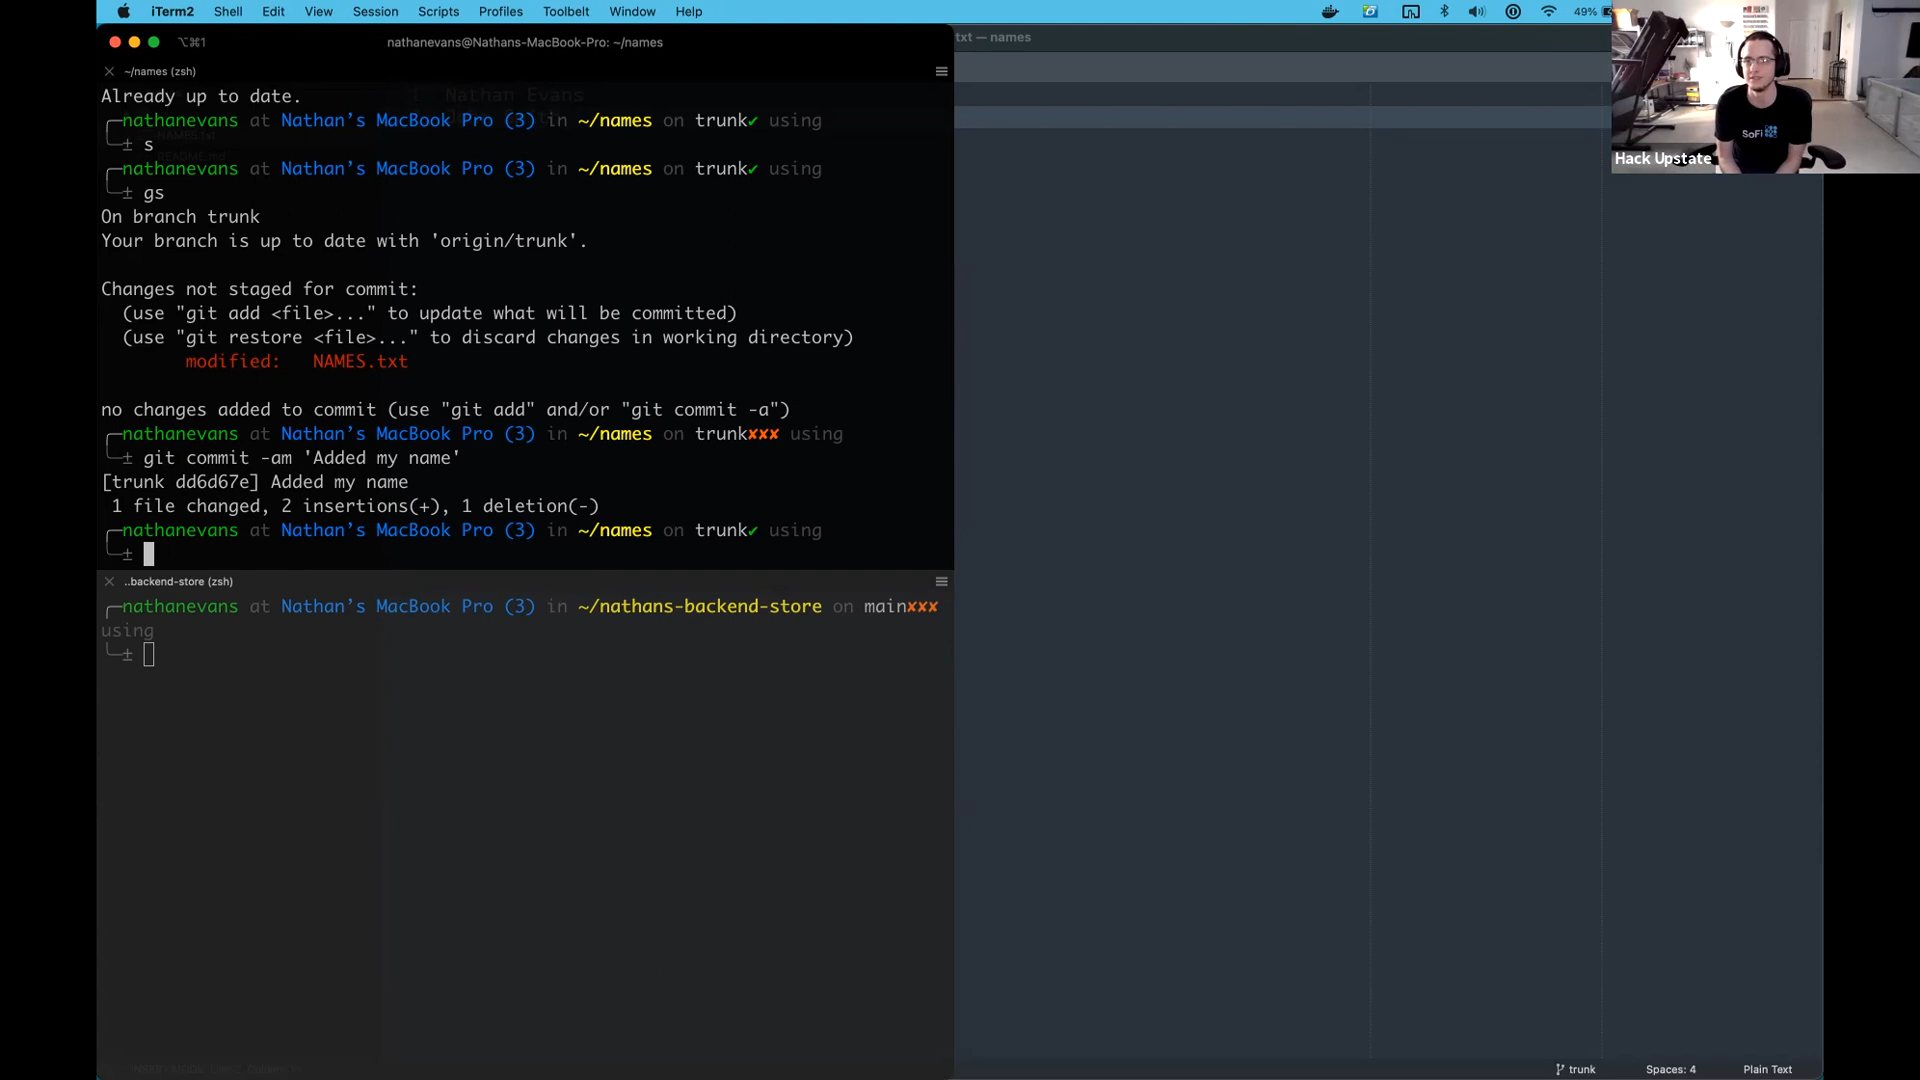 iTerm2 Shell Edit View Session Scripts Profiles Toolbelt Window Help 49%
⌥⌘1 nathanevans@Nathans-MacBook-Pro: ~/names
txt — names
~/names (zsh)
Already up to date.
Nathan Evans
╭─nathanevans at Nathan’s MacBook Pro (3) in ~/names on trunk✔ using
╰─± s
╭─nathanevans at Nathan’s MacBook Pro (3) in ~/names on trunk✔ using
╰─± gs
On branch trunk
Your branch is up to date with 'origin/trunk'.
Changes not staged for commit:
(use "git add <file>..." to update what will be committed)
(use "git restore <file>..." to discard changes in working directory)
modified: NAMES.txt
no changes added to commit (use "git add" and/or "git commit -a")
╭─nathanevans at Nathan’s MacBook Pro (3) in ~/names on trunk✘✘✘ using
╰─± git commit -am 'Added my name'
[trunk dd6d67e] Added my name
1 file changed, 2 insertions(+), 1 deletion(-)
╭─nathanevans at Nathan’s MacBook Pro (3) in ~/names on trunk✔ using
╰─±
..backend-store (zsh)
╭─nathanevans at Nathan’s MacBook Pro (3) in ~/nathans-backend-store on main✘✘✘
using
╰─±
SoFi
Hack Upstate
trunk Spaces: 4 Plain Text